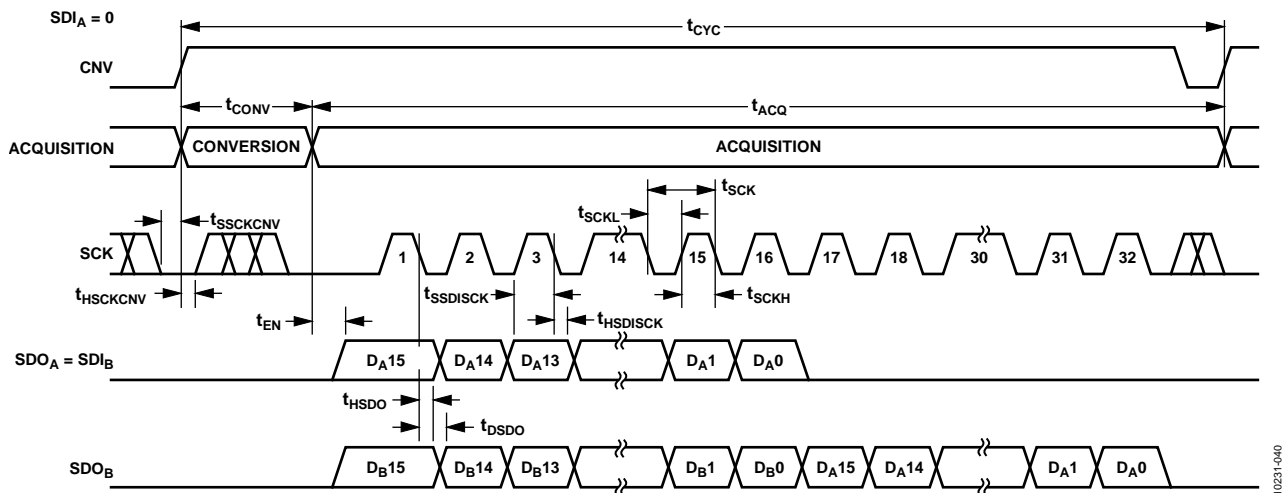 SDIA = 0
tCYC
CNV
tCONV
tACQ
ACQUISITION
CONVERSION
ACQUISITION
tSCK
tSCKL
tSSCKCNV
SCK
1 2 3 14 15 16 17 18 30 31 32
tHSCKCNV
tSSDISCK
tSCKH
tEN
tHSDISCK
SDOA = SDIB
DA15 DA14 DA13 DA1 DA0
tHSDO
tDSDO
SDOB
DB15 DB14 DB13 DB1 DB0 DA15 DA14 DA1 DA0
10231-040